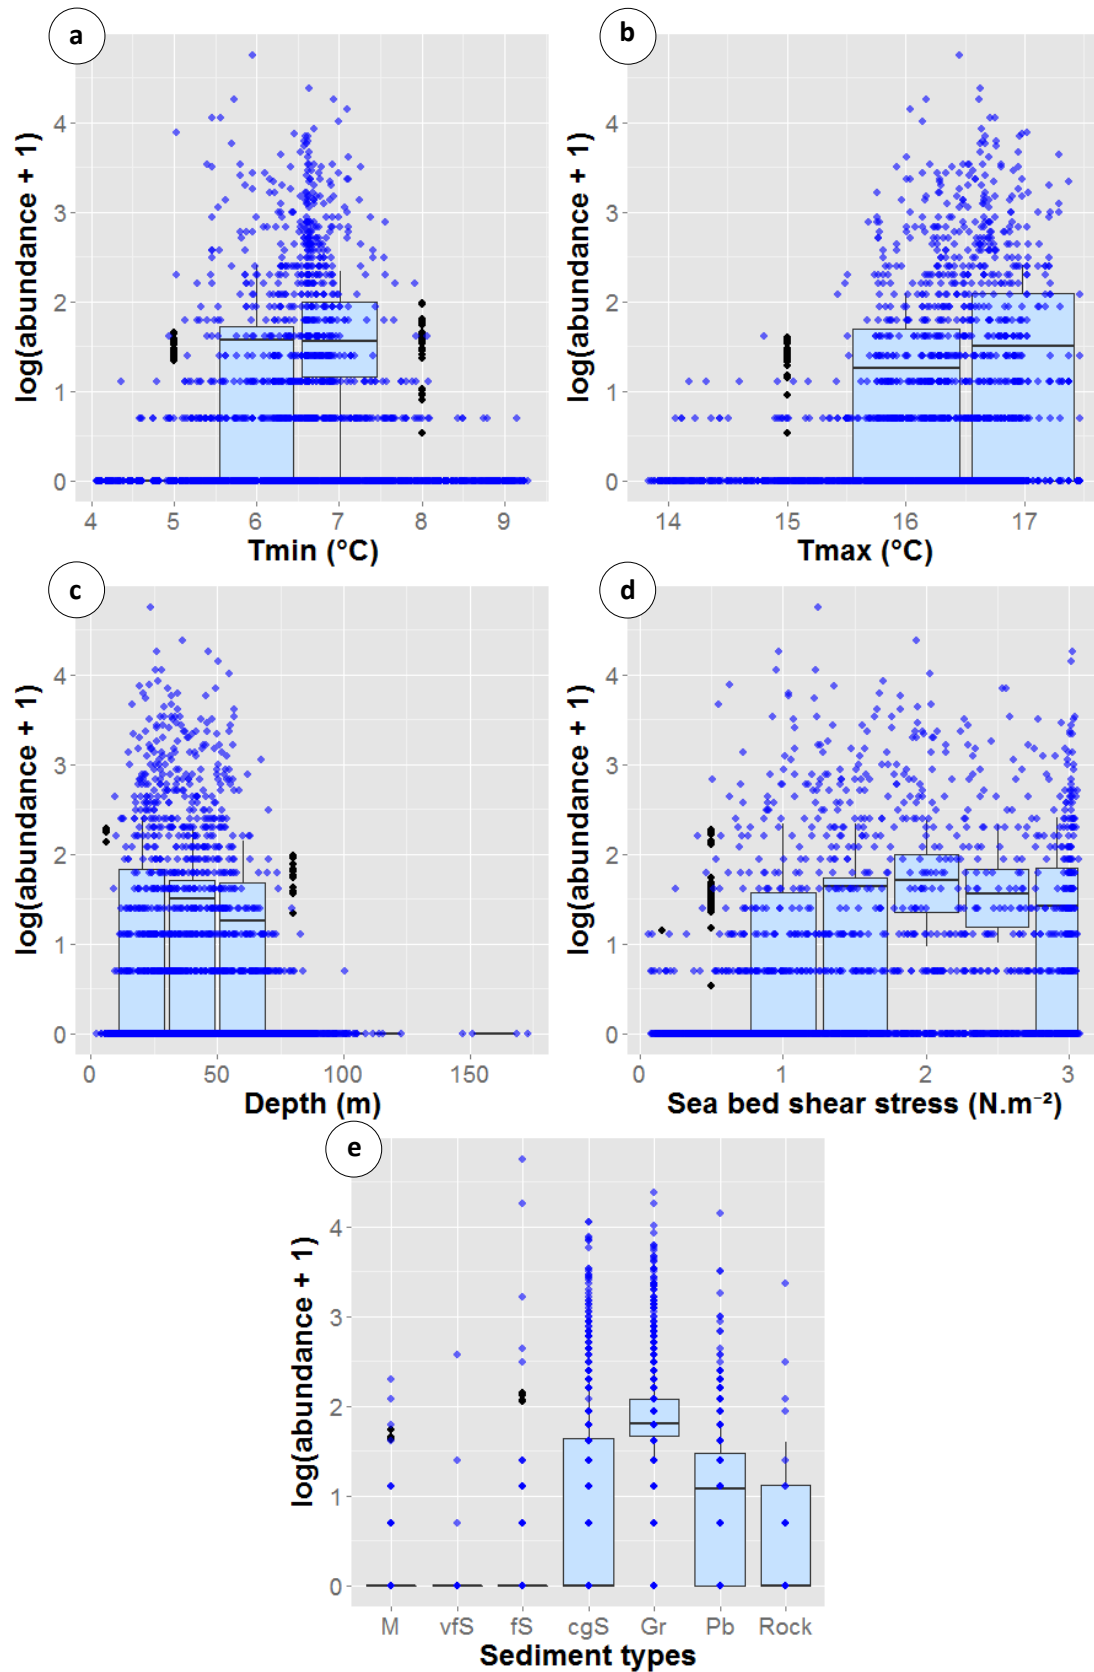 a
b
log(abundance + 1)
4
3
2
1
0
4 5 6 7 8 9
Tmin (°C)
log(abundance + 1)
4
3
2
1
0
14 15 16 17
Tmax (°C)
c
d
log(abundance + 1)
4
3
2
1
0
0 50 100 150
Depth (m)
log(abundance + 1)
4
3
2
1
0
0 1 2 3
Sea bed shear stress (N.m⁻²)
e
log(abundance + 1)
4
3
2
1
0
M vfS fS cgS Gr Pb Rock
Sediment types